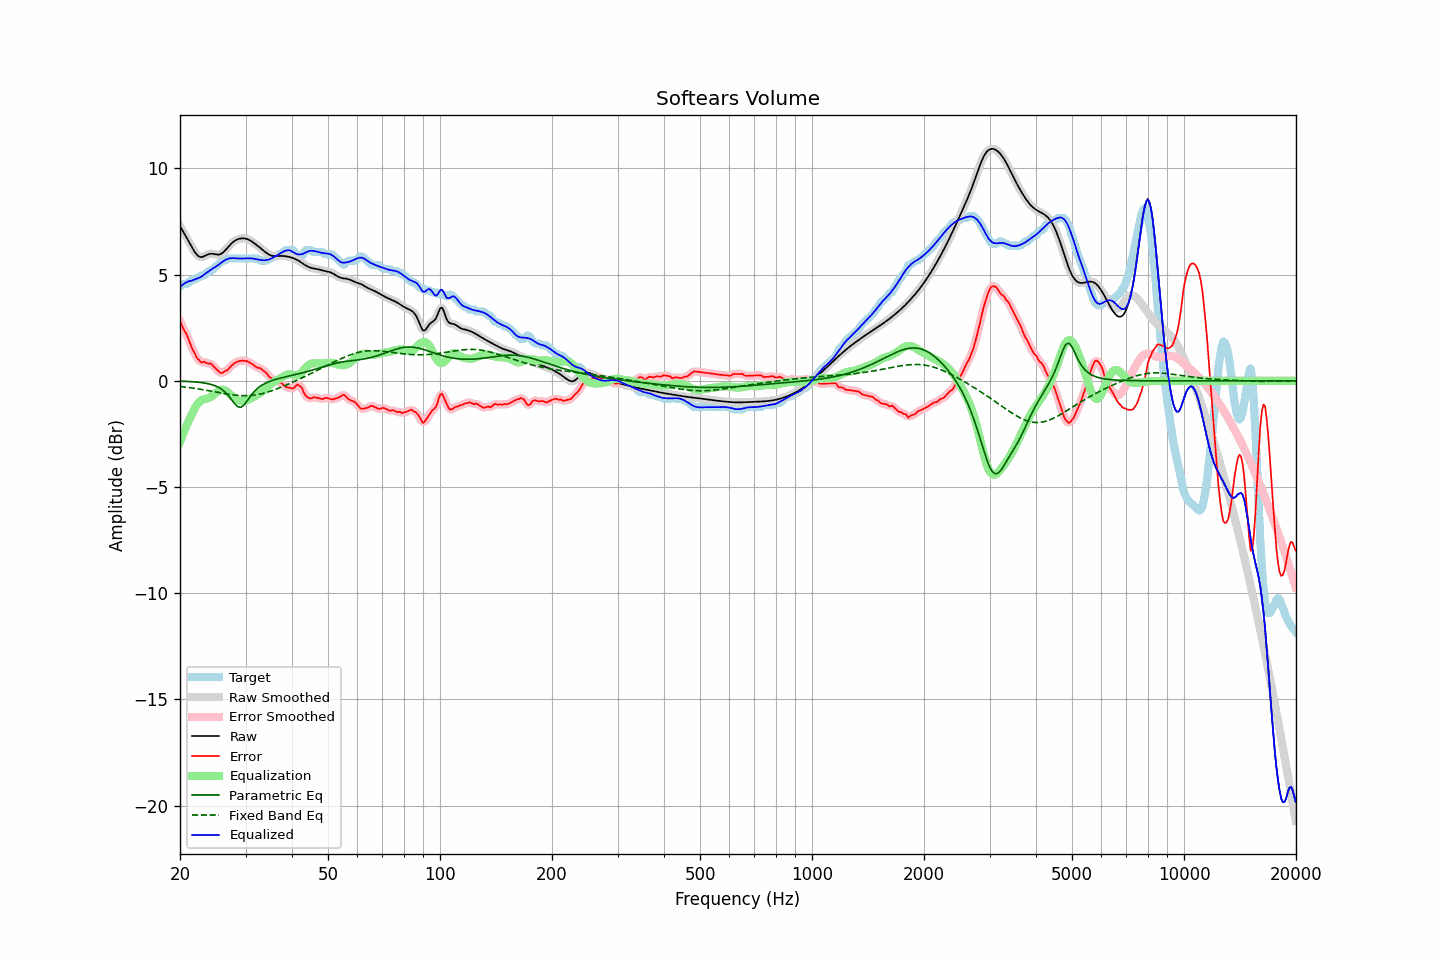 Softears Volume
10
5
0
−5
−10
−15
−20
Amplitude (dBr)
Target
Raw Smoothed
Error Smoothed
Raw
Error
Equalization
Parametric Eq
Fixed Band Eq
Equalized
20 50 100 200 500 1000 2000 5000 10000 20000
Frequency (Hz)